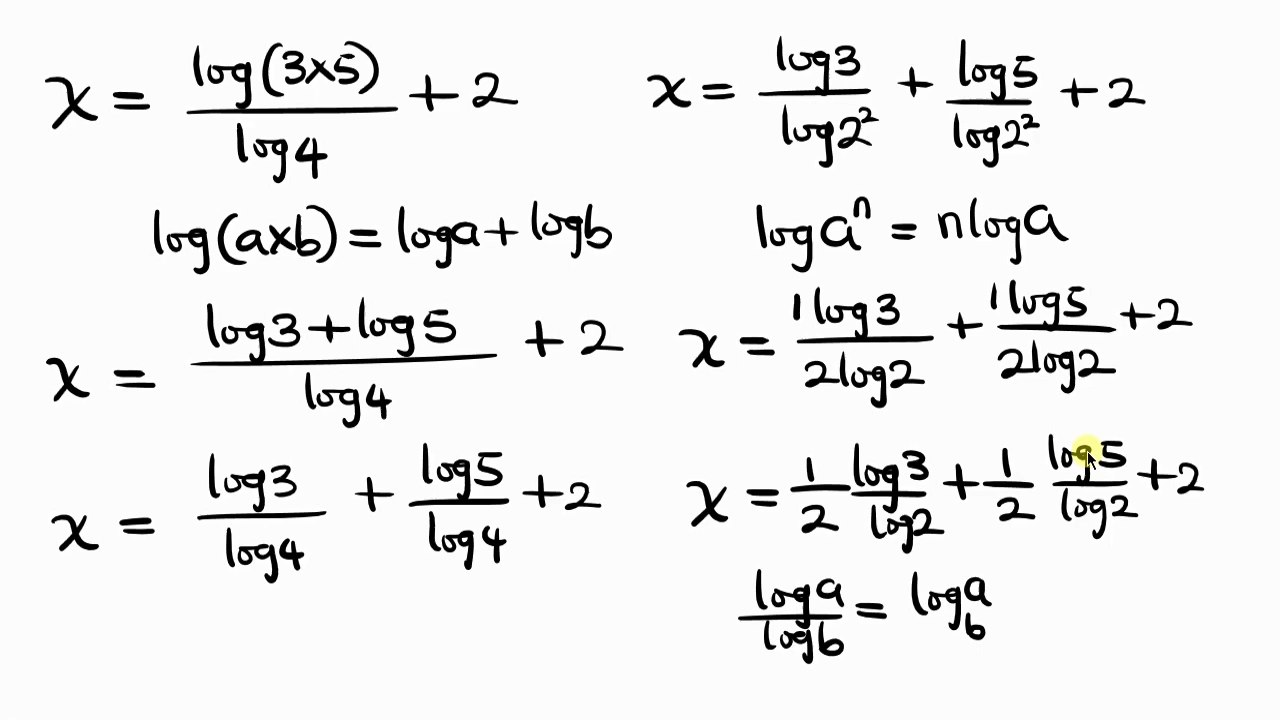 x = log(3x5)/log4 + 2
log(axb) = loga + logb
x = (log3 + log5)/log4 + 2
x = log3/log4 + log5/log4 + 2
x = log3/log2² + log5/log2² + 2
logaⁿ = nloga
x = 1log3/2log2 + 1log5/2log2 + 2
x = 1/2 log3/log2 + 1/2 log5/log2 + 2
loga/logb = log_b a